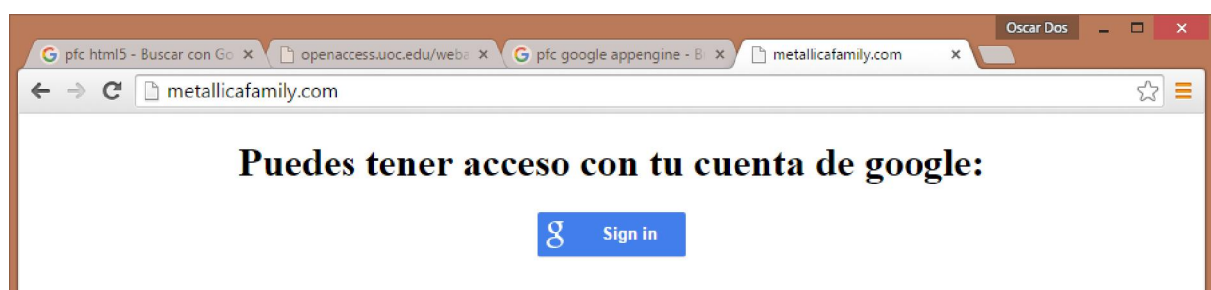 Oscar Dos
pfc html5 - Buscar con Go
openaccess.uoc.edu/weba
pfc google appengine - B
metallicafamily.com
metallicafamily.com
Puedes tener acceso con tu cuenta de google:
g Sign in